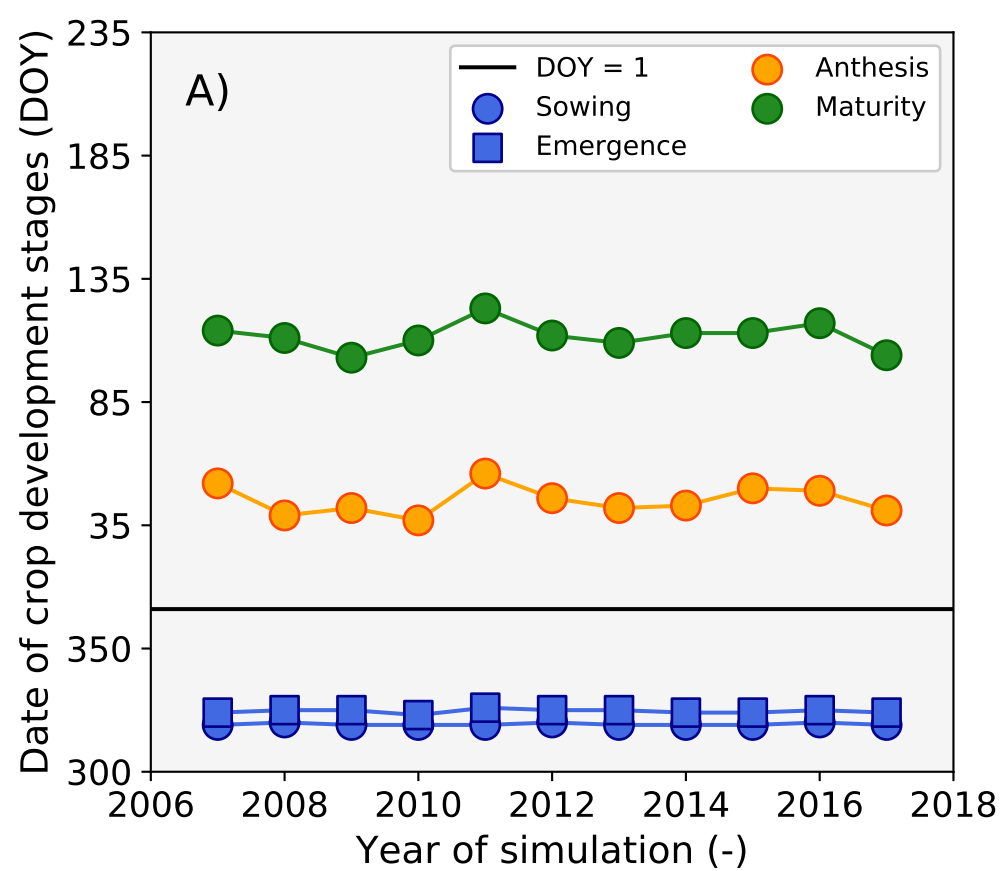 A)
DOY = 1
Sowing
Emergence
Anthesis
Maturity
Date of crop development stages (DOY)
235
185
135
85
35
350
300
2006 2008 2010 2012 2014 2016 2018
Year of simulation (-)